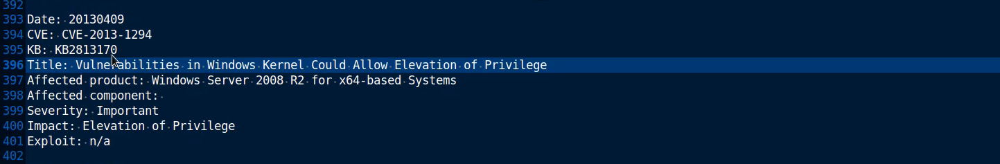 392
393 Date: 20130409
394 CVE: CVE-2013-1294
395 KB: KB2813170
396 Title: Vulnerabilities in Windows Kernel Could Allow Elevation of Privilege
397 Affected product: Windows Server 2008 R2 for x64-based Systems
398 Affected component:
399 Severity: Important
400 Impact: Elevation of Privilege
401 Exploit: n/a
402